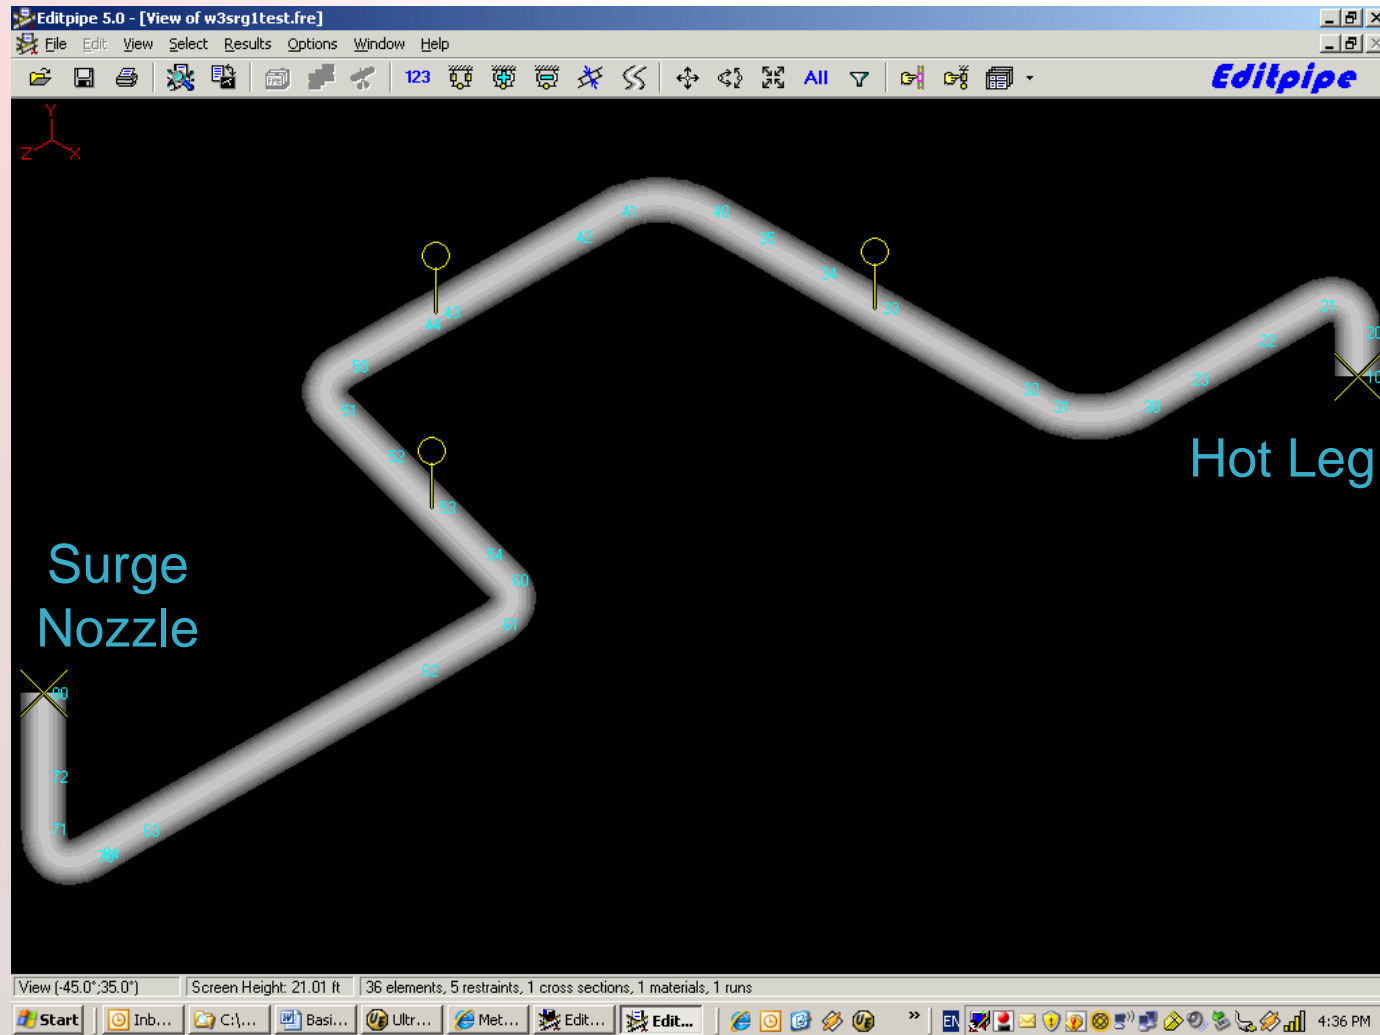 Editpipe 5.0 - [View of w3srg1test.fre]
File Edit View Select Results Options Window Help
123 All Editpipe
Y
Z X
41 40
42 35
34
43 33
44
21
20
22
50
10
23
32
51 31 30
Hot Leg
52
53
54
Surge
60
Nozzle
61
62
80
72
71 63
View (-45.0°;35.0°) Screen Height: 21.01 ft 36 elements, 5 restraints, 1 cross sections, 1 materials, 1 runs
Start Inb... C:\... Basi... Ultr... Met... Edit... Edit... » EN 4:36 PM